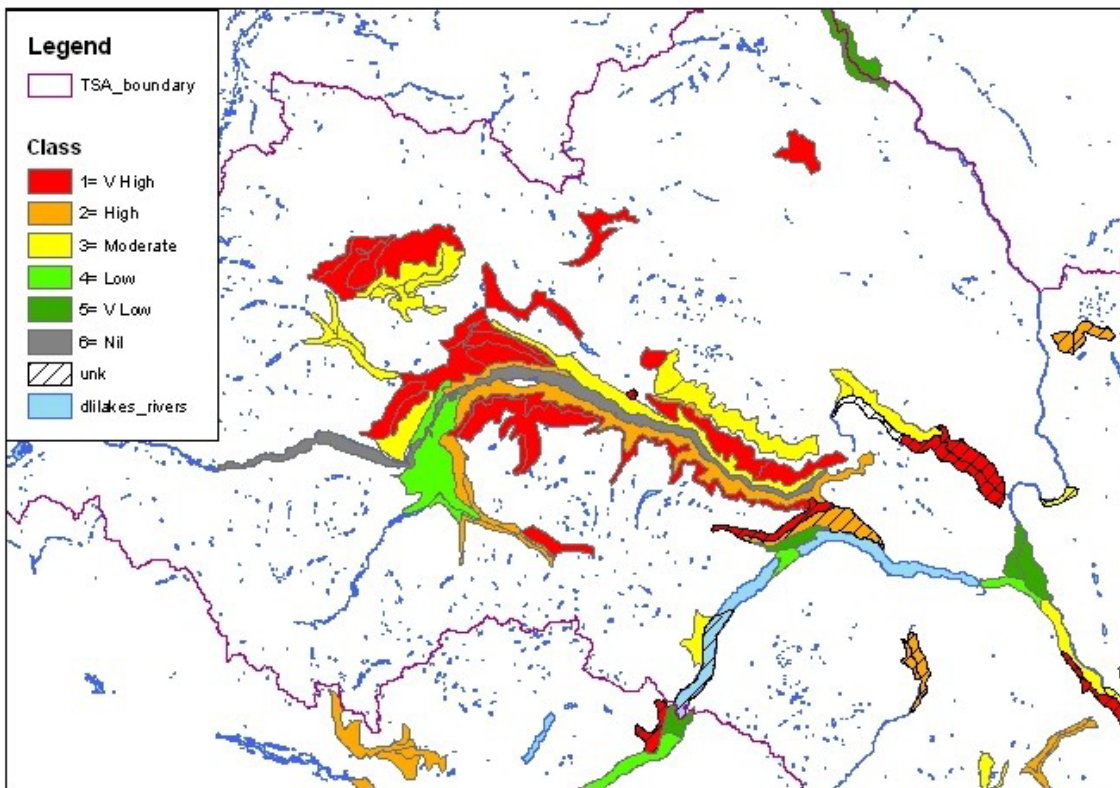 Legend
TSA_boundary
Class
1= V High
2= High
3= Moderate
4= Low
5= V Low
6= Nil
unk
dlilakes_rivers